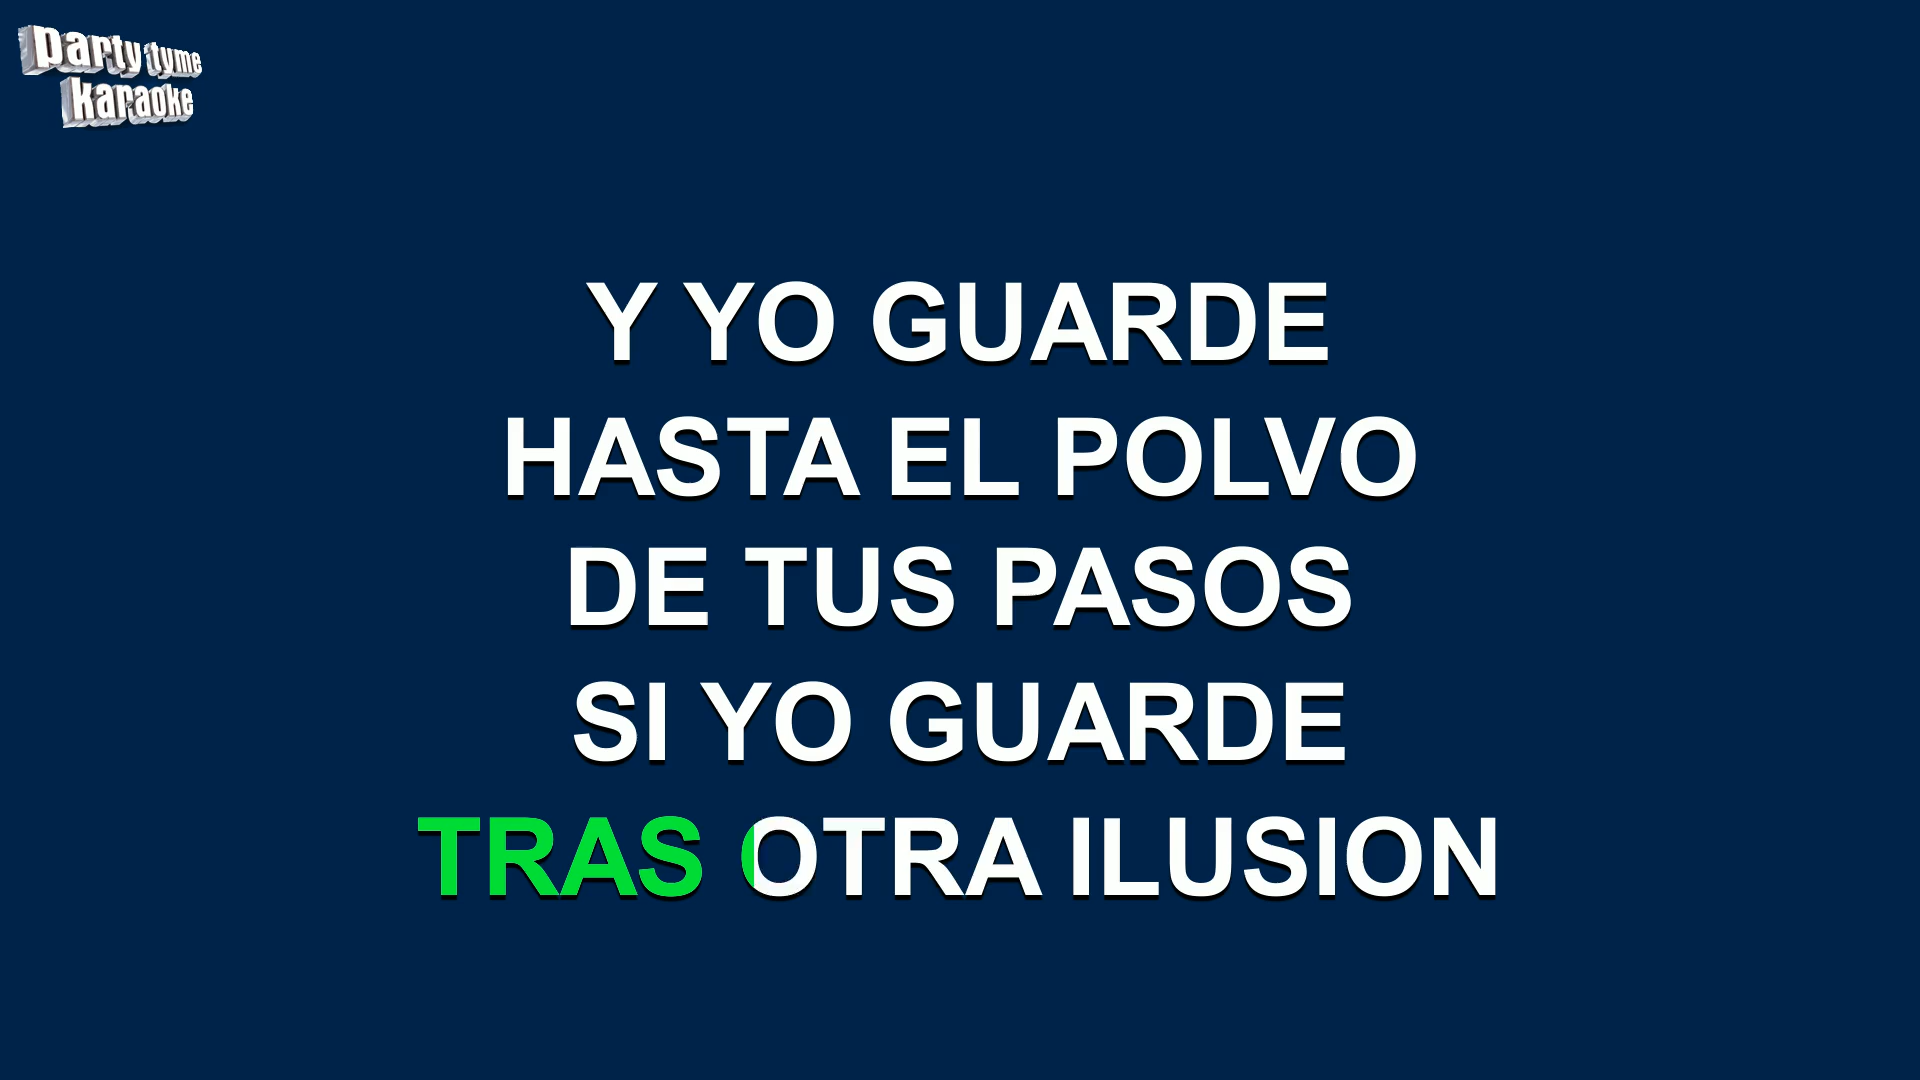 party tyme
karaoke
Y YO GUARDE
HASTA EL POLVO
DE TUS PASOS
SI YO GUARDE
TRAS OTRA ILUSION